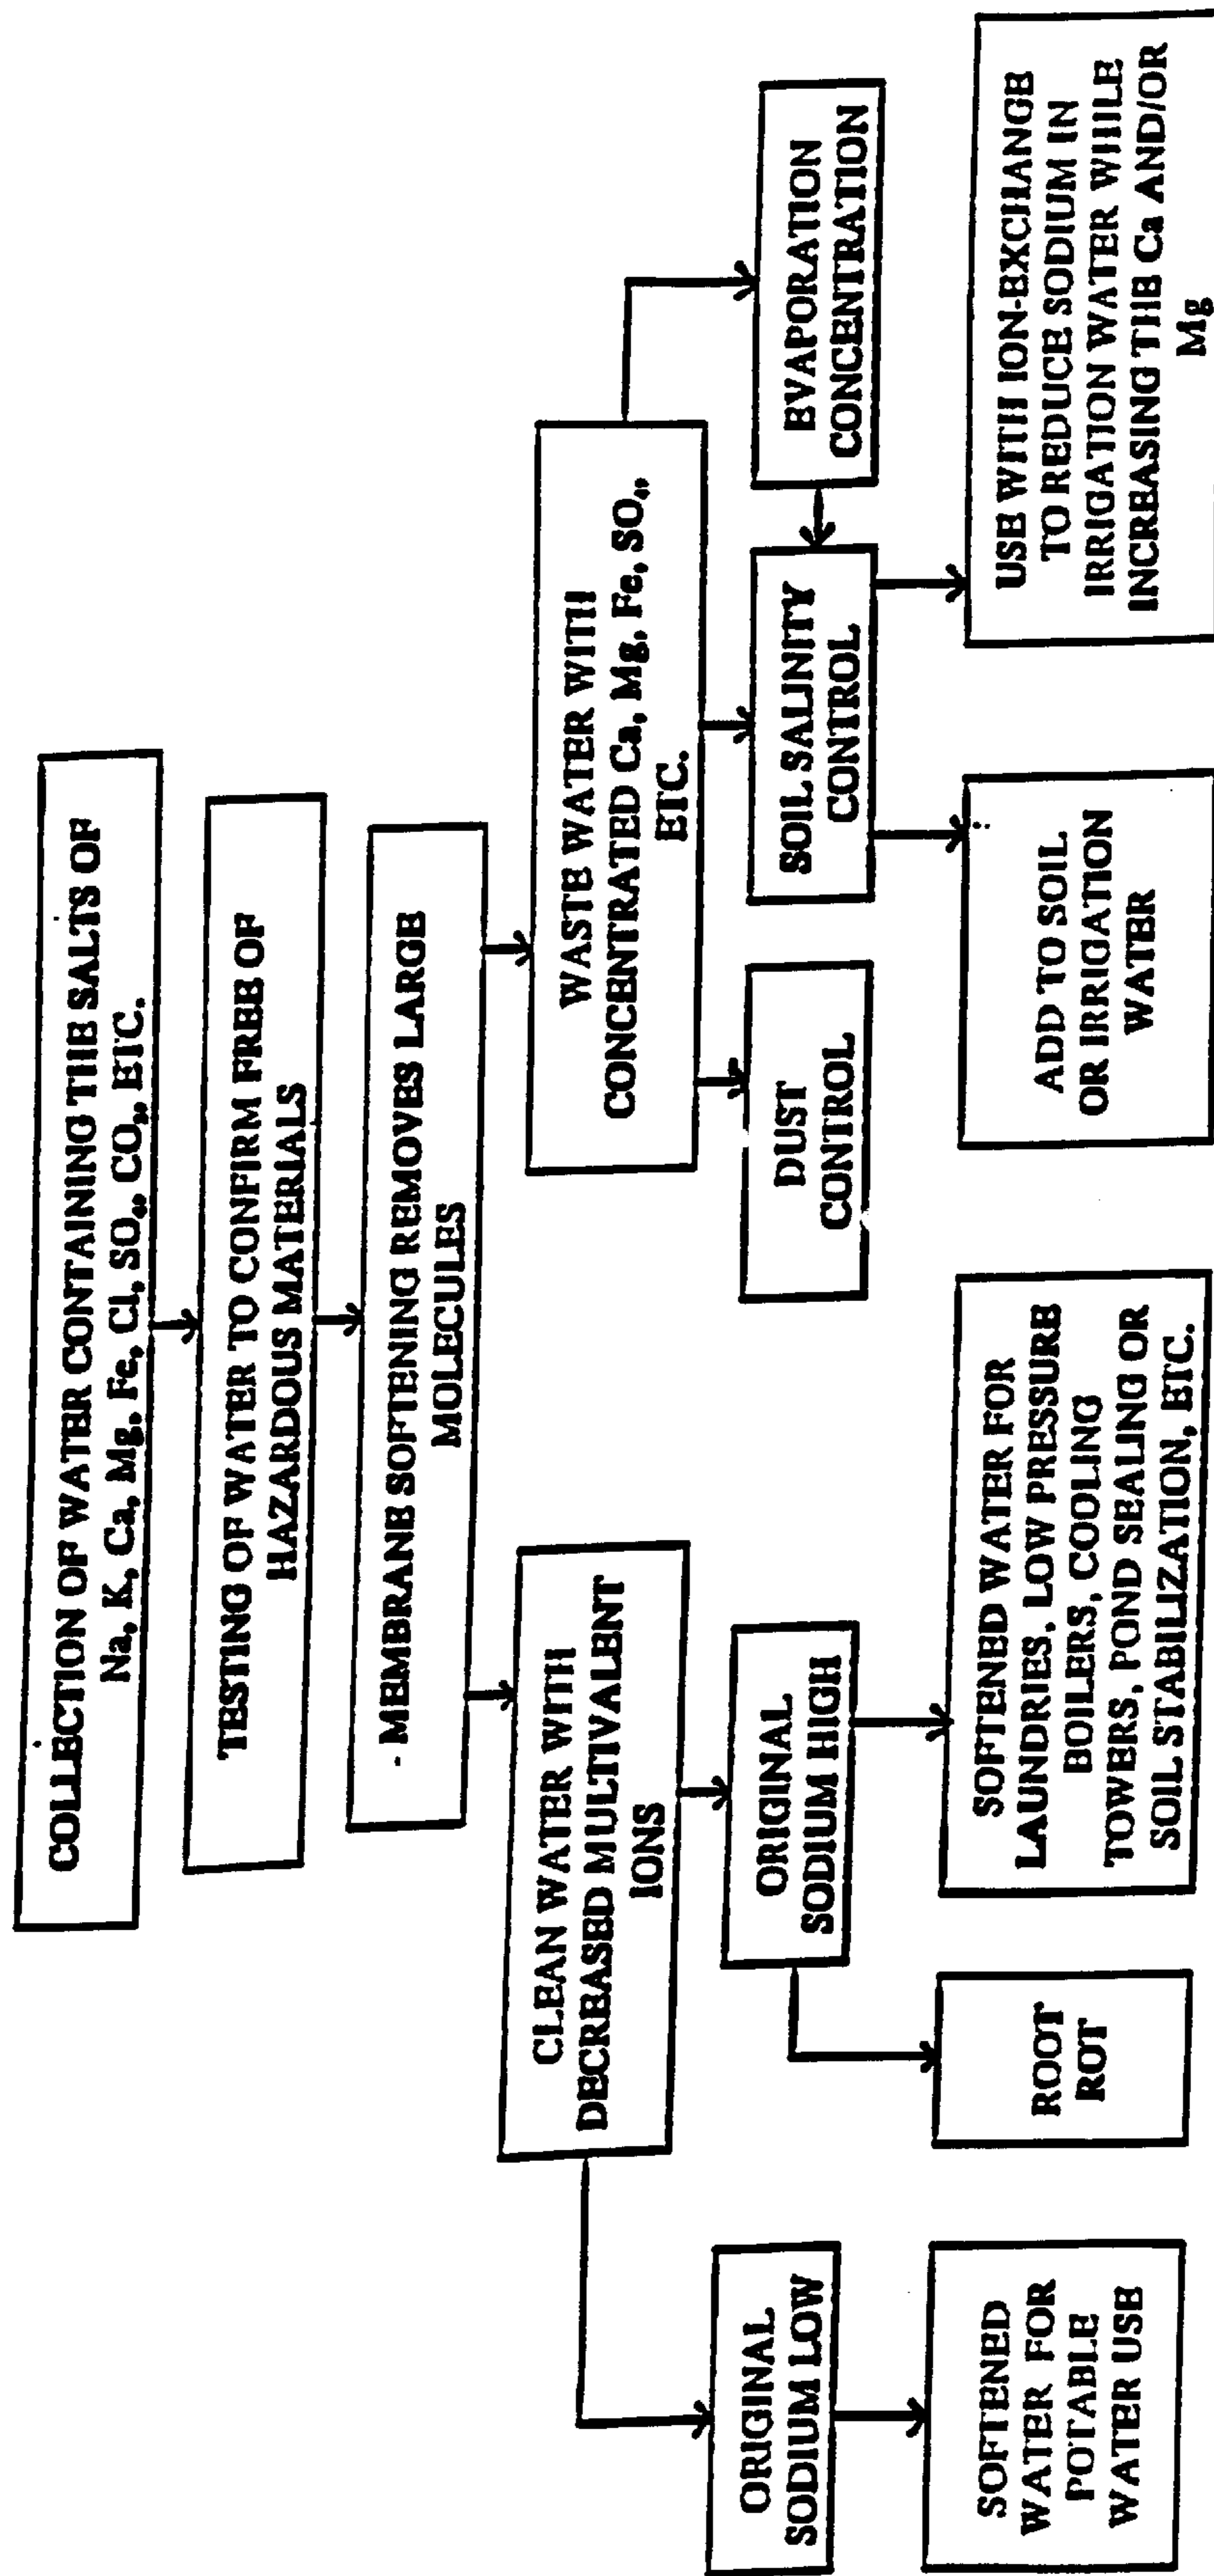 COLLECTION OF WATER CONTAINING THE SALTS OF
Na, K, Ca, Mg, Fe, Cl, SO₄, CO₃, ETC.
TESTING OF WATER TO CONFIRM FREE OF
HAZARDOUS MATERIALS
- MEMBRANE SOFTENING REMOVES LARGE
MOLECULES
CLEAN WATER WITH
DECREASED MULTIVALENT
IONS
WASTE WATER WITH
CONCENTRATED Ca, Mg, Fe, SO₄,
ETC.
ORIGINAL
SODIUM LOW
ORIGINAL
SODIUM HIGH
DUST
CONTROL
SOIL SALINITY
CONTROL
EVAPORATION
CONCENTRATION
SOFTENED
WATER FOR
POTABLE
WATER USE
ROOT
ROT
SOFTENED WATER FOR
LAUNDRIES, LOW PRESSURE
BOILERS, COOLING
TOWERS, POND SEALING OR
SOIL STABILIZATION, ETC.
ADD TO SOIL
OR IRRIGATION
WATER
USE WITH ION-EXCHANGE
TO REDUCE SODIUM IN
IRRIGATION WATER WHILE
INCREASING THE Ca AND/OR
Mg